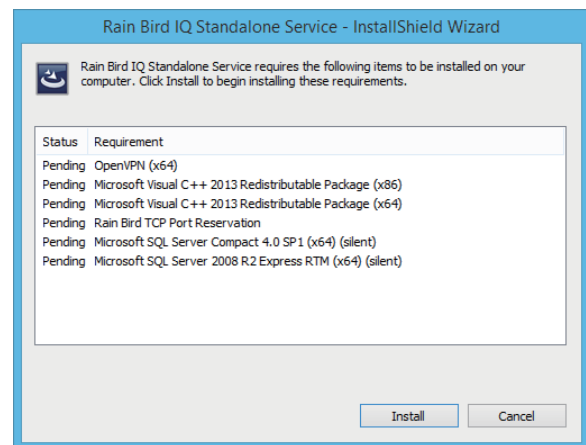 Rain Bird IQ Standalone Service - InstallShield Wizard
Rain Bird IQ Standalone Service requires the following items to be installed on your
computer. Click Install to begin installing these requirements.
Status Requirement
Pending OpenVPN (x64)
Pending Microsoft Visual C++ 2013 Redistributable Package (x86)
Pending Microsoft Visual C++ 2013 Redistributable Package (x64)
Pending Rain Bird TCP Port Reservation
Pending Microsoft SQL Server Compact 4.0 SP1 (x64) (silent)
Pending Microsoft SQL Server 2008 R2 Express RTM (x64) (silent)
Install Cancel